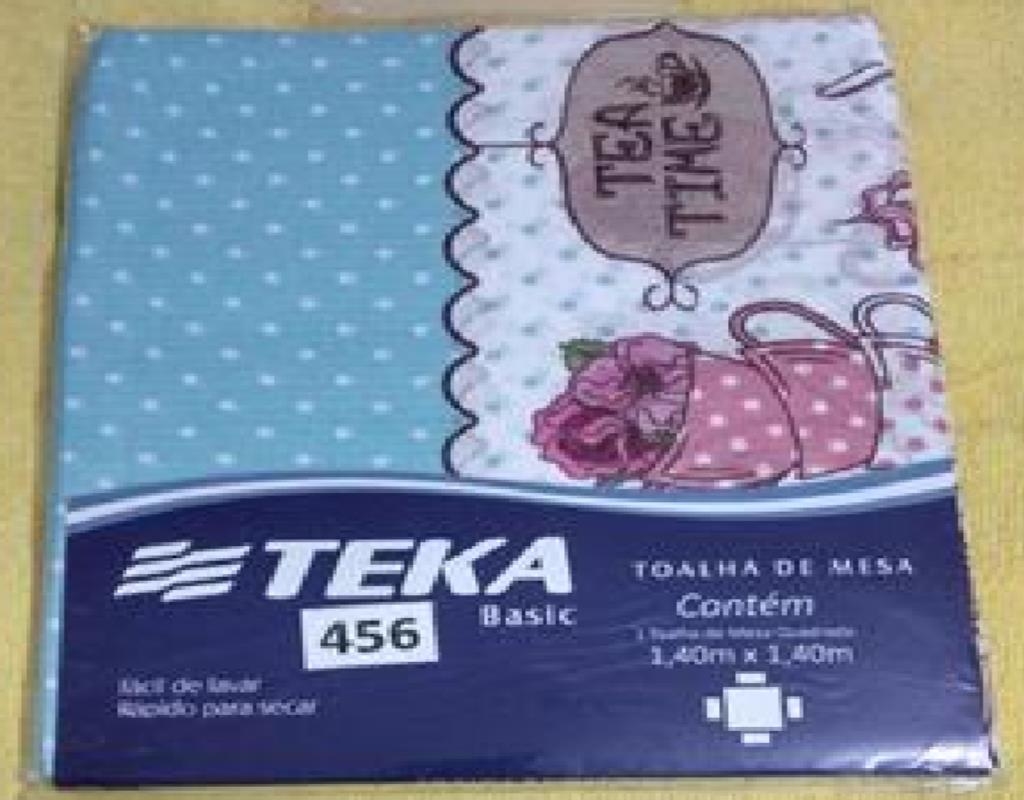 TEA
TIME
TEKA
Basic
456
fácil de lavar
Rápido para secar
TOALHA DE MESA
Contém
1 Toalha de Mesa Quadrada
1,40m x 1,40m